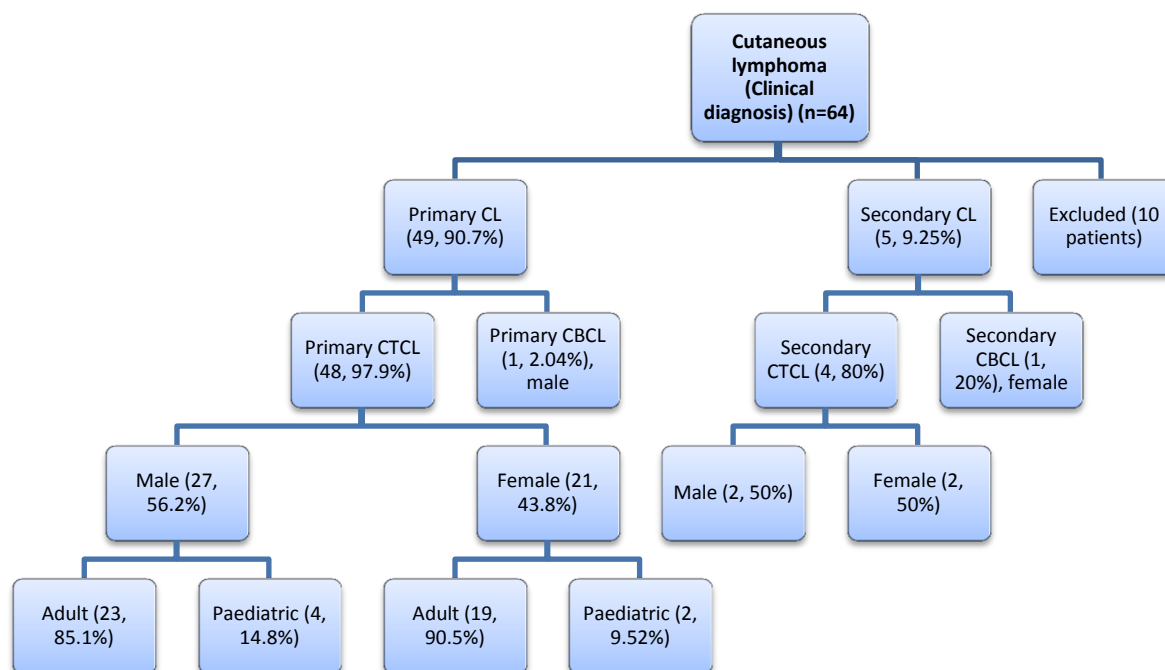 Cutaneous
lymphoma
(Clinical
diagnosis) (n=64)
Primary CL
(49, 90.7%)
Secondary CL
(5, 9.25%)
Excluded (10
patients)
Primary CTCL
(48, 97.9%)
Primary CBCL
(1, 2.04%),
male
Secondary
CTCL (4, 80%)
Secondary
CBCL (1,
20%), female
Male (27,
56.2%)
Female (21,
43.8%)
Male (2, 50%)
Female (2,
50%)
Adult (23,
85.1%)
Paediatric (4,
14.8%)
Adult (19,
90.5%)
Paediatric (2,
9.52%)